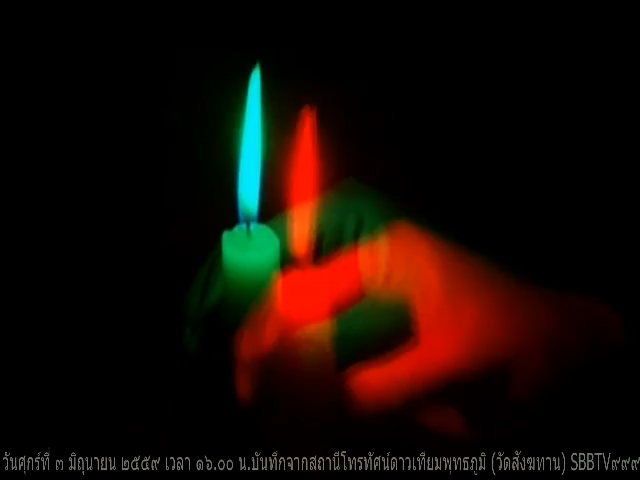 วันศุกร์ที่ ๓ มิถุนายน ๒๕๕๙ เวลา ๑๖.๐๐ น.บันทึกจากสถานีโทรทัศน์ดาวเทียมพุทธภูมิ (วัดสังฆทาน) SBBTV๙๙๙